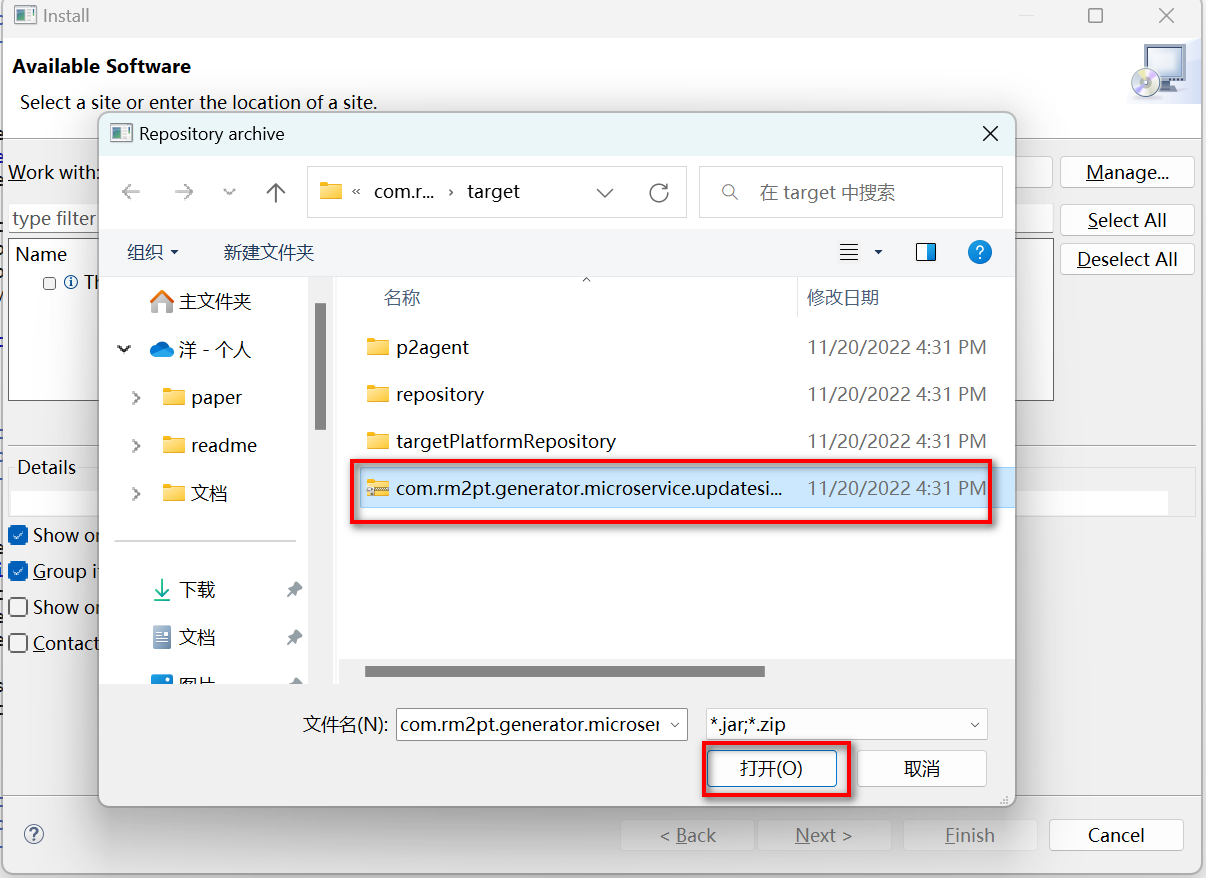 Install
Available Software
Select a site or enter the location of a site.
Repository archive
Work with:
Manage...
« com.r... › target
在 target 中搜索
type filter
Select All
组织
新建文件夹
Name
Deselect All
Th
名称
修改日期
主文件夹
洋 - 个人
p2agent
11/20/2022 4:31 PM
paper
repository
11/20/2022 4:31 PM
readme
targetPlatformRepository
11/20/2022 4:31 PM
Details
文档
com.rm2pt.generator.microservice.updatesi...
11/20/2022 4:31 PM
Show or
Group i
下载
Show or
文档
Contact
图片
文件名(N):
com.rm2pt.generator.microser
*.jar;*.zip
打开(O)
取消
< Back
Next >
Finish
Cancel